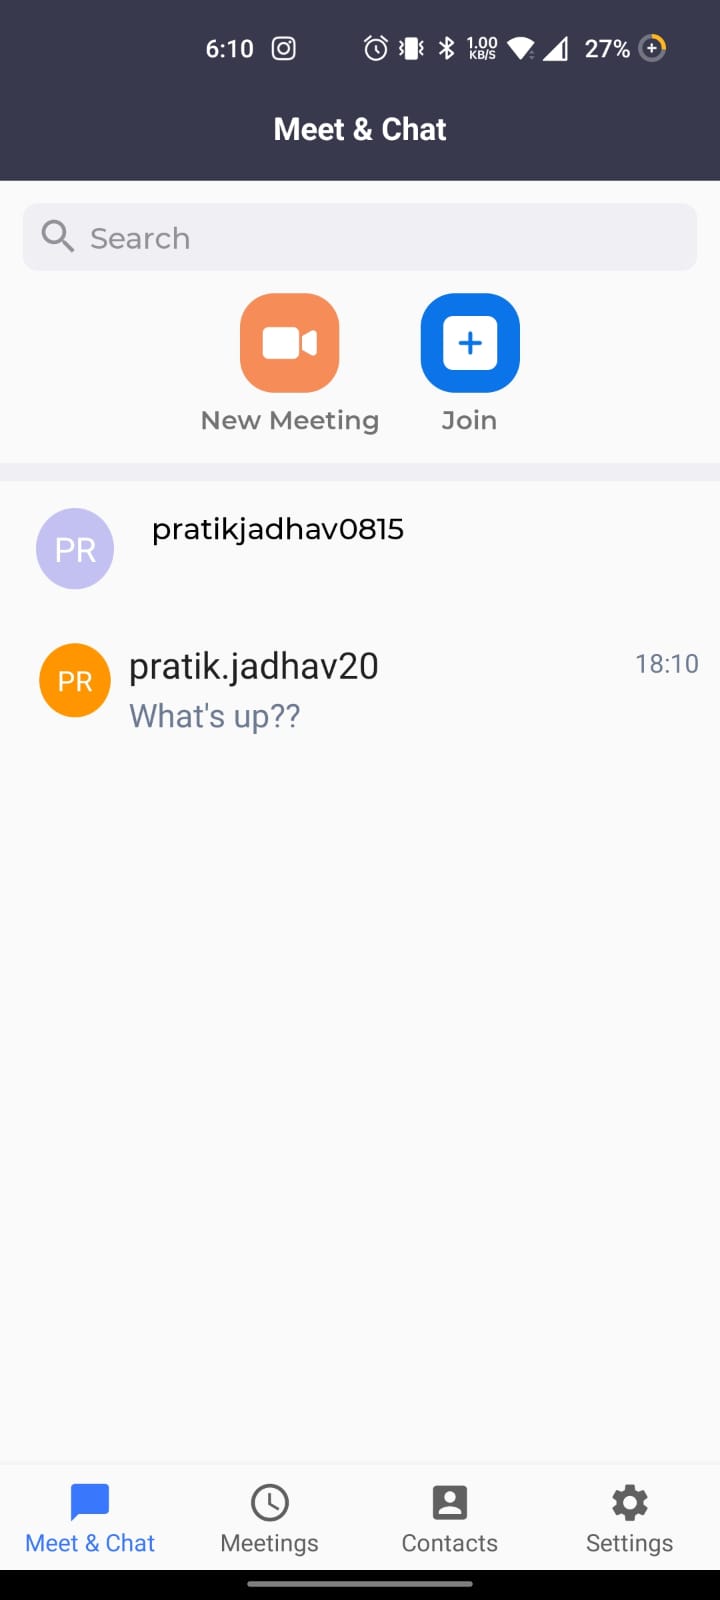 6:10 1.00 KB/S 27%
Meet & Chat
Search
New Meeting Join
PR pratikjadhav0815
PR pratik.jadhav20 18:10
What's up??
Meet & Chat Meetings Contacts Settings